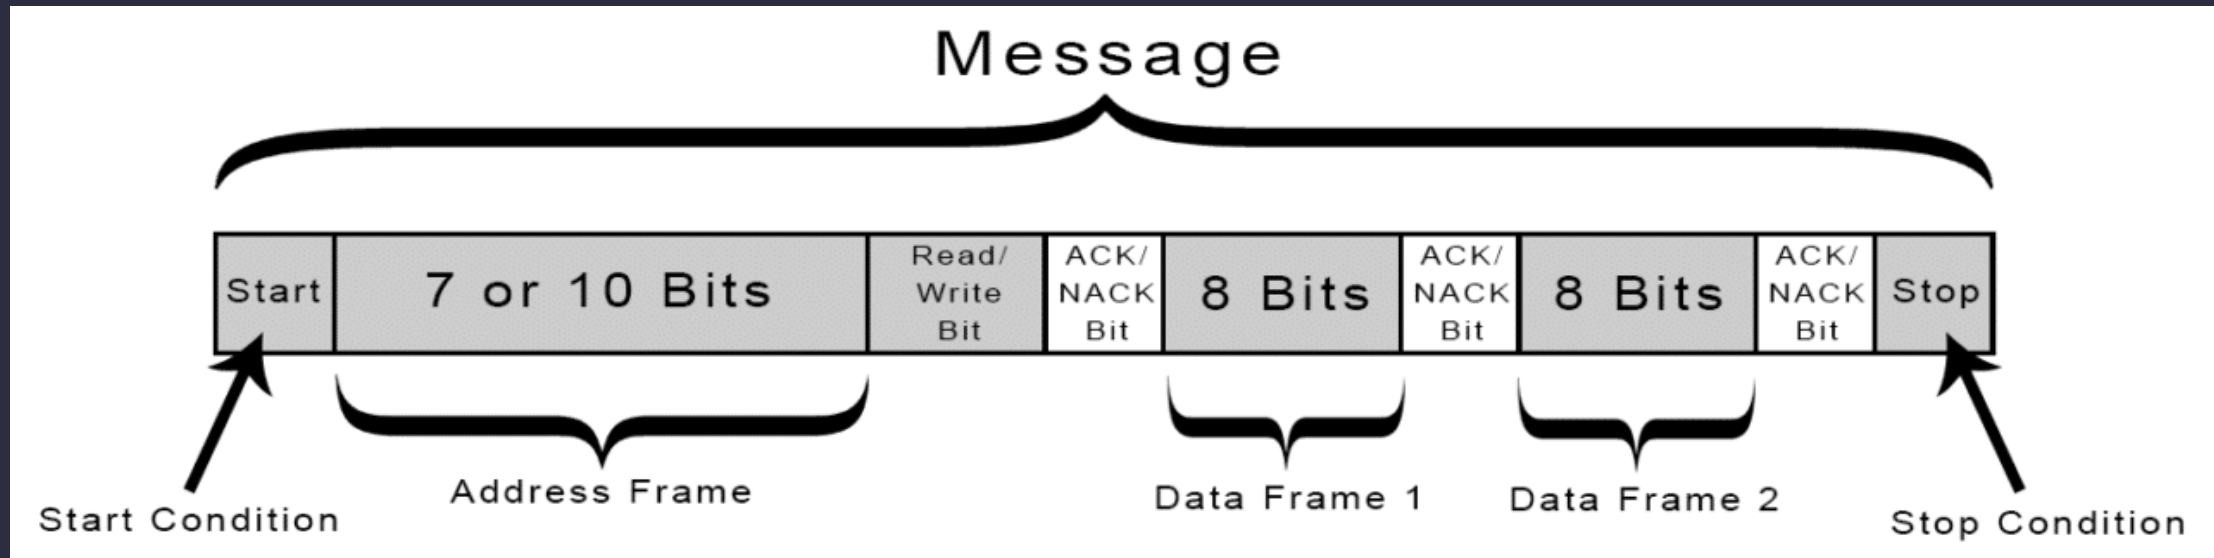 Message
Start
7 or 10 Bits
Read/
Write
Bit
ACK/
NACK
Bit
8 Bits
ACK/
NACK
Bit
8 Bits
ACK/
NACK
Bit
Stop
Start Condition
Address Frame
Data Frame 1
Data Frame 2
Stop Condition